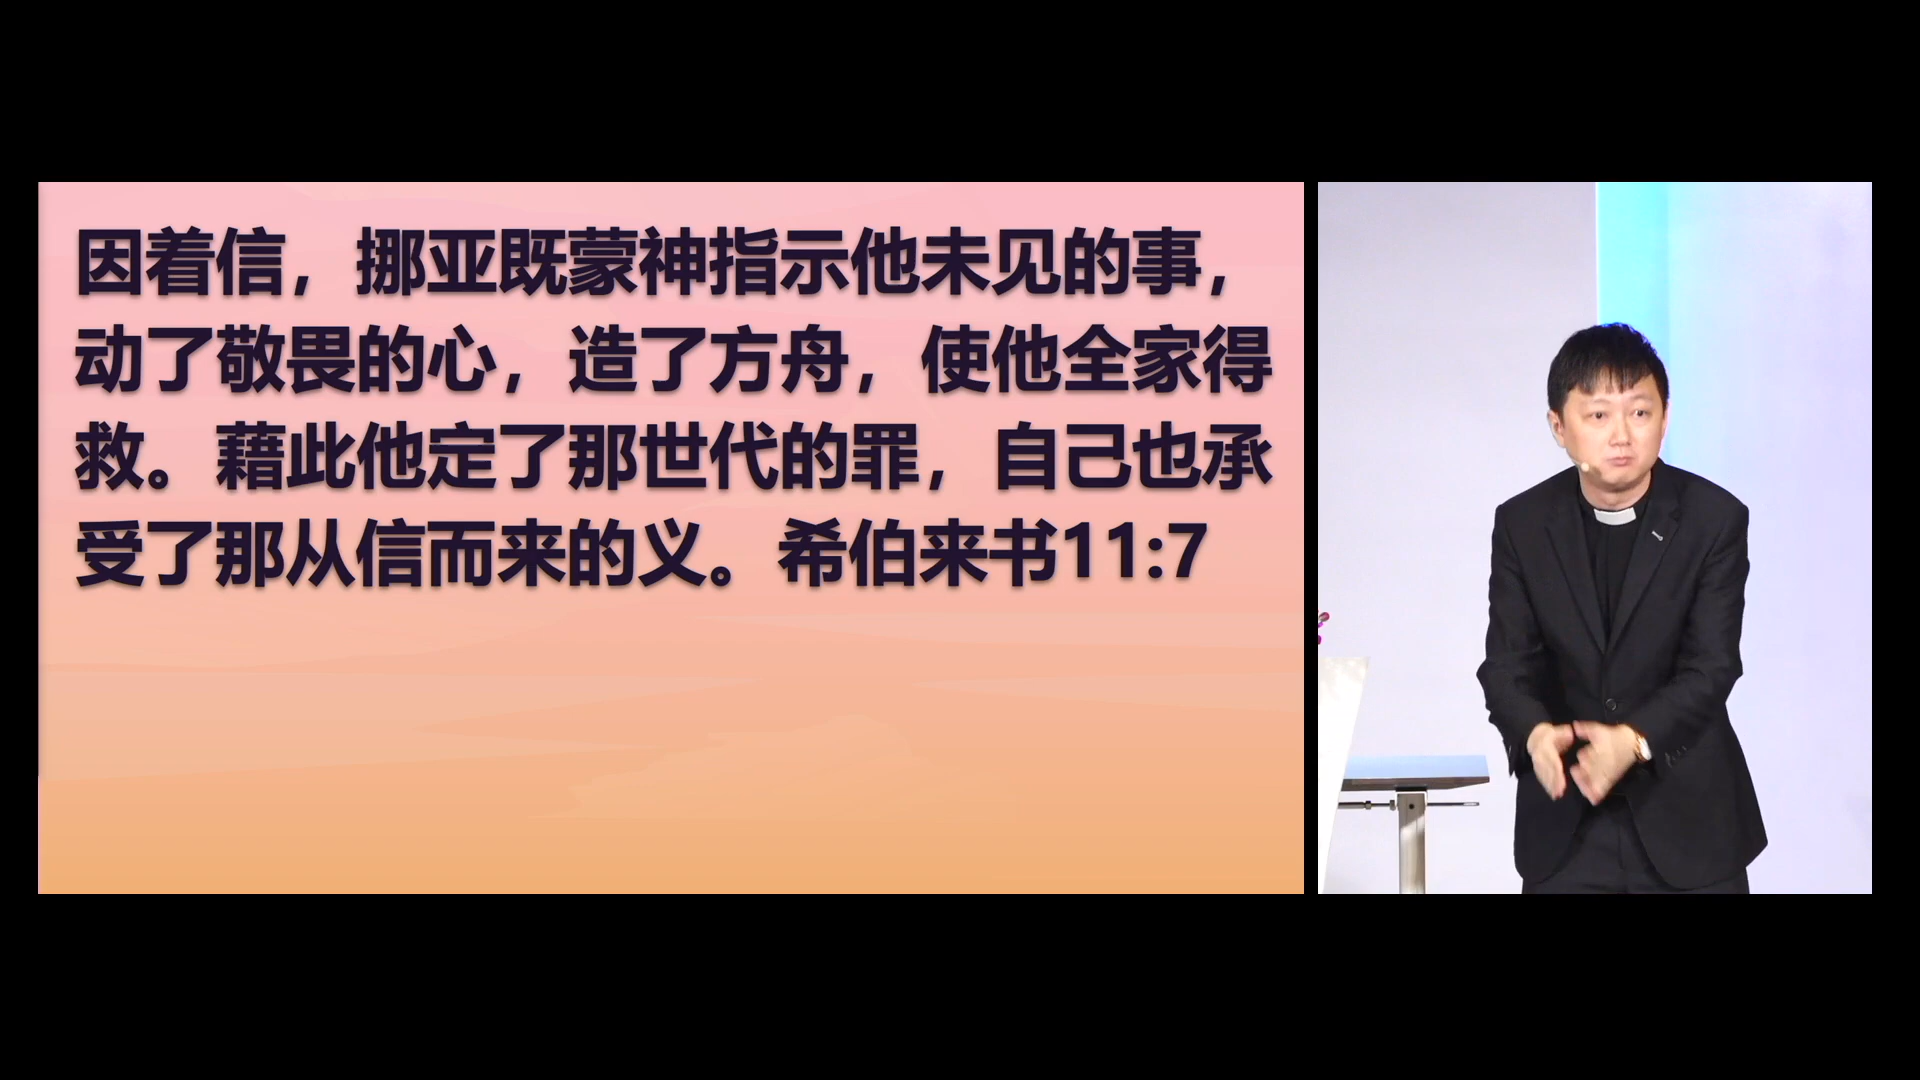 因着信，挪亚既蒙神指示他未见的事，
动了敬畏的心，造了方舟，使他全家得
救。藉此他定了那世代的罪，自己也承
受了那从信而来的义。希伯来书11:7